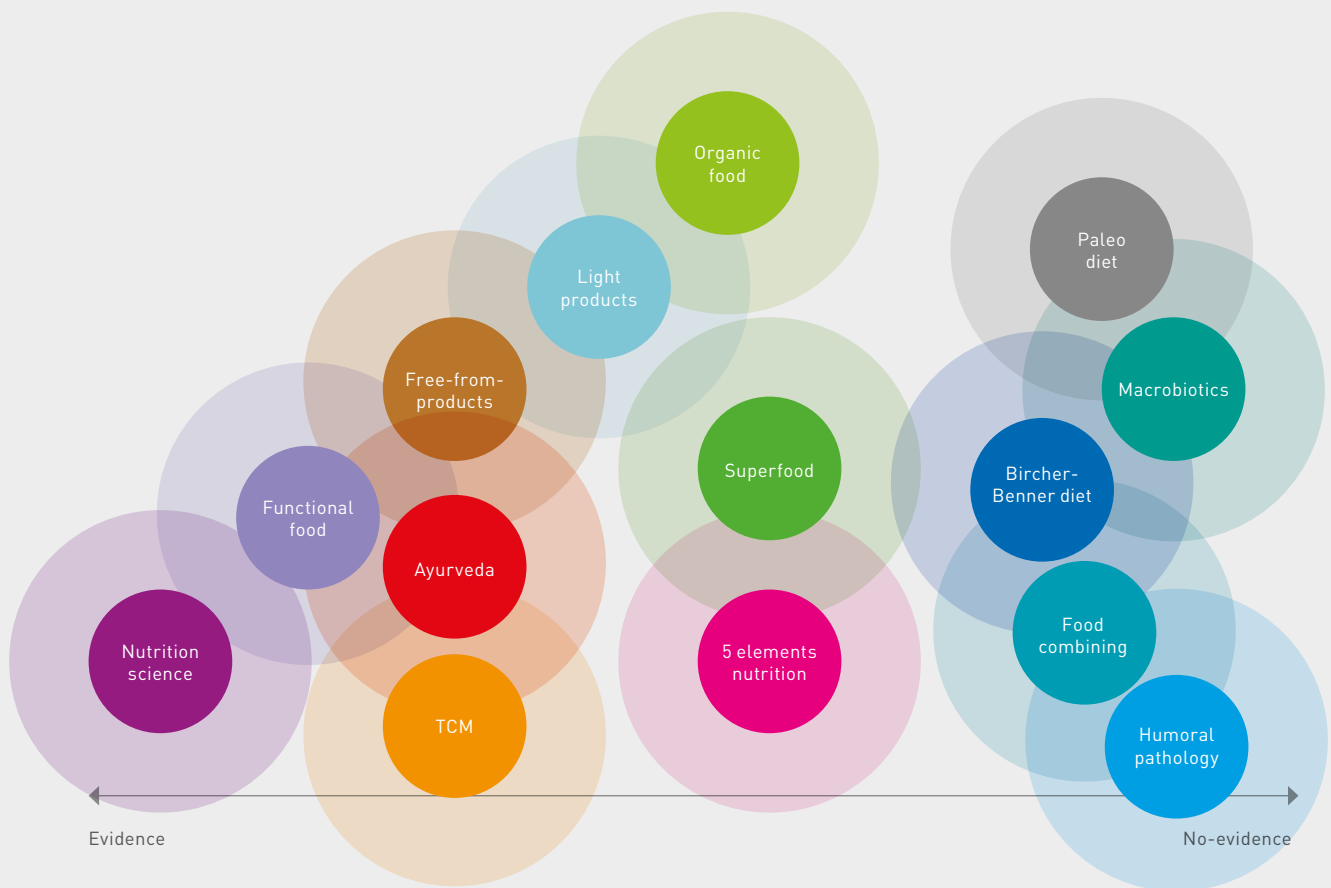 Organic
food
Paleo
diet
Light
products
Free-from-
products
Macrobiotics
Superfood
Bircher-
Benner diet
Functional
food
Ayurveda
Nutrition
science
5 elements
nutrition
Food
combining
TCM
Humoral
pathology
Evidence
No-evidence